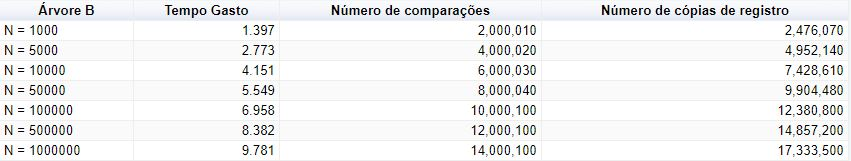 Árvore B Tempo Gasto Número de comparações Número de cópias de registro
N = 1000 1.397 2,000,010 2,476,070
N = 5000 2.773 4,000,020 4,952,140
N = 10000 4.151 6,000,030 7,428,610
N = 50000 5.549 8,000,040 9,904,480
N = 100000 6.958 10,000,100 12,380,800
N = 500000 8.382 12,000,100 14,857,200
N = 1000000 9.781 14,000,100 17,333,500